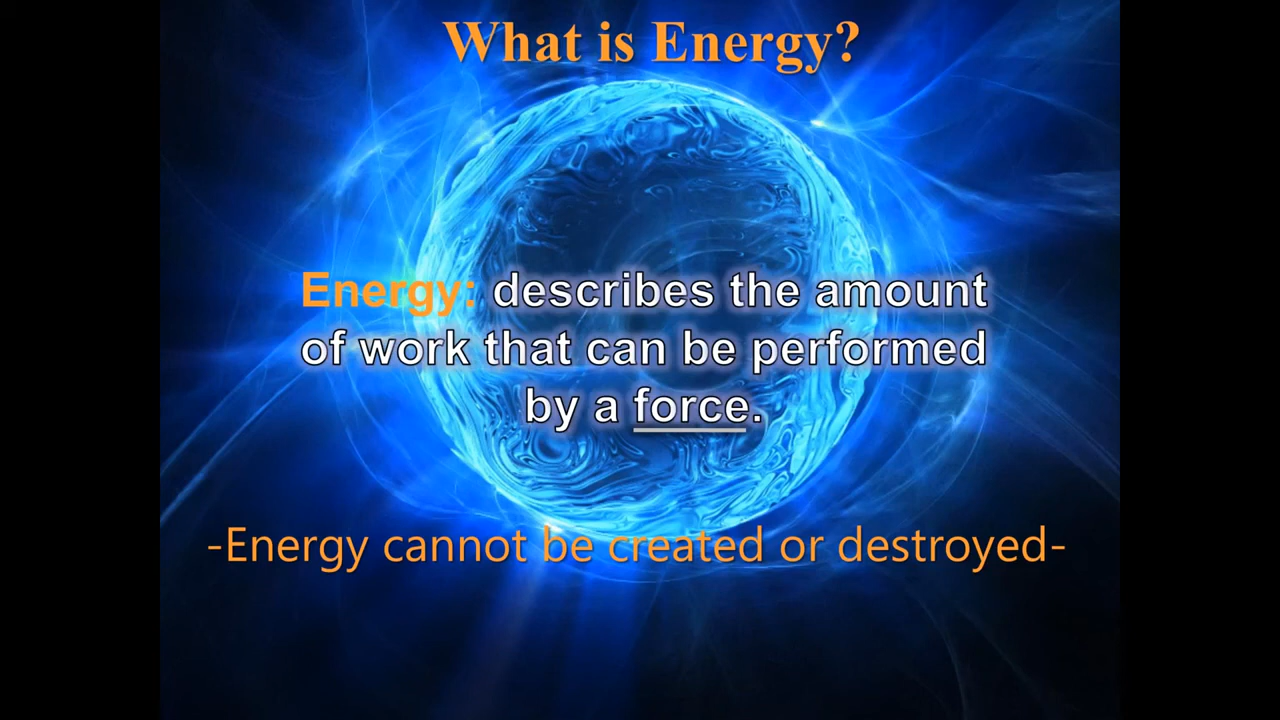 What is Energy?
Energy: describes the amount
of work that can be performed
by a force.
-Energy cannot be created or destroyed-